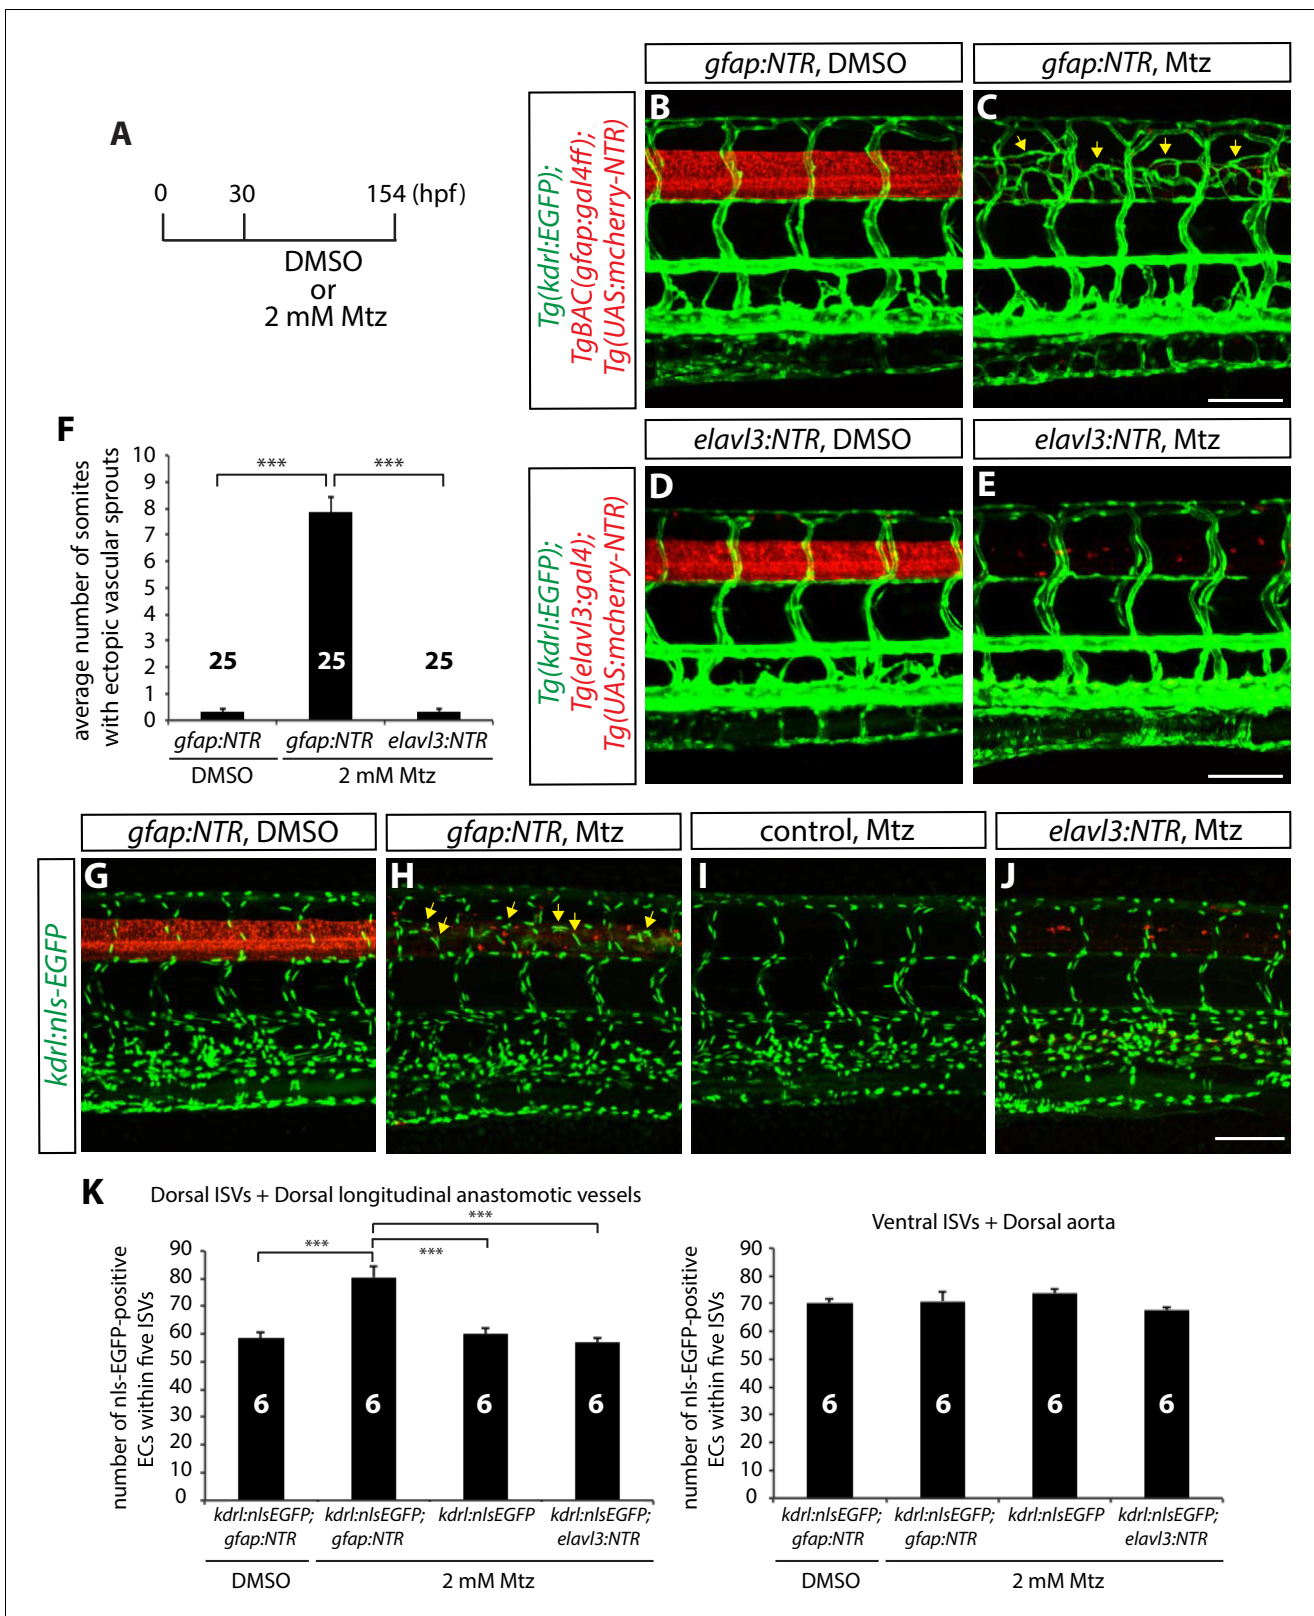 A
0 30 154 (hpf)
DMSO
or
2 mM Mtz
gfap:NTR, DMSO
gfap:NTR, Mtz
Tg(kdrl:EGFP);
TgBAC(gfap:gal4ff);
Tg(UAS:mcherry-NTR)
B
C
F
average number of somites
with ectopic vascular sprouts
10
9
8
7
6
5
4
3
2
1
0
***
***
25
25
25
gfap:NTR
gfap:NTR
elavl3:NTR
DMSO
2 mM Mtz
elavl3:NTR, DMSO
elavl3:NTR, Mtz
Tg(kdrl:EGFP);
Tg(elavl3:gal4);
Tg(UAS:mcherry-NTR)
D
E
gfap:NTR, DMSO
gfap:NTR, Mtz
control, Mtz
elavl3:NTR, Mtz
kdrl:nls-EGFP
G
H
I
J
K
Dorsal ISVs + Dorsal longitudinal anastomotic vessels
number of nls-EGFP-positive
ECs within five ISVs
90
80
70
60
50
40
30
20
10
0
***
***
***
6
6
6
6
kdrl:nlsEGFP;
gfap:NTR
kdrl:nlsEGFP;
gfap:NTR
kdrl:nlsEGFP
kdrl:nlsEGFP;
elavl3:NTR
DMSO
2 mM Mtz
Ventral ISVs + Dorsal aorta
number of nls-EGFP-positive
ECs within five ISVs
90
80
70
60
50
40
30
20
10
0
6
6
6
6
kdrl:nlsEGFP;
gfap:NTR
kdrl:nlsEGFP;
gfap:NTR
kdrl:nlsEGFP
kdrl:nlsEGFP;
elavl3:NTR
DMSO
2 mM Mtz